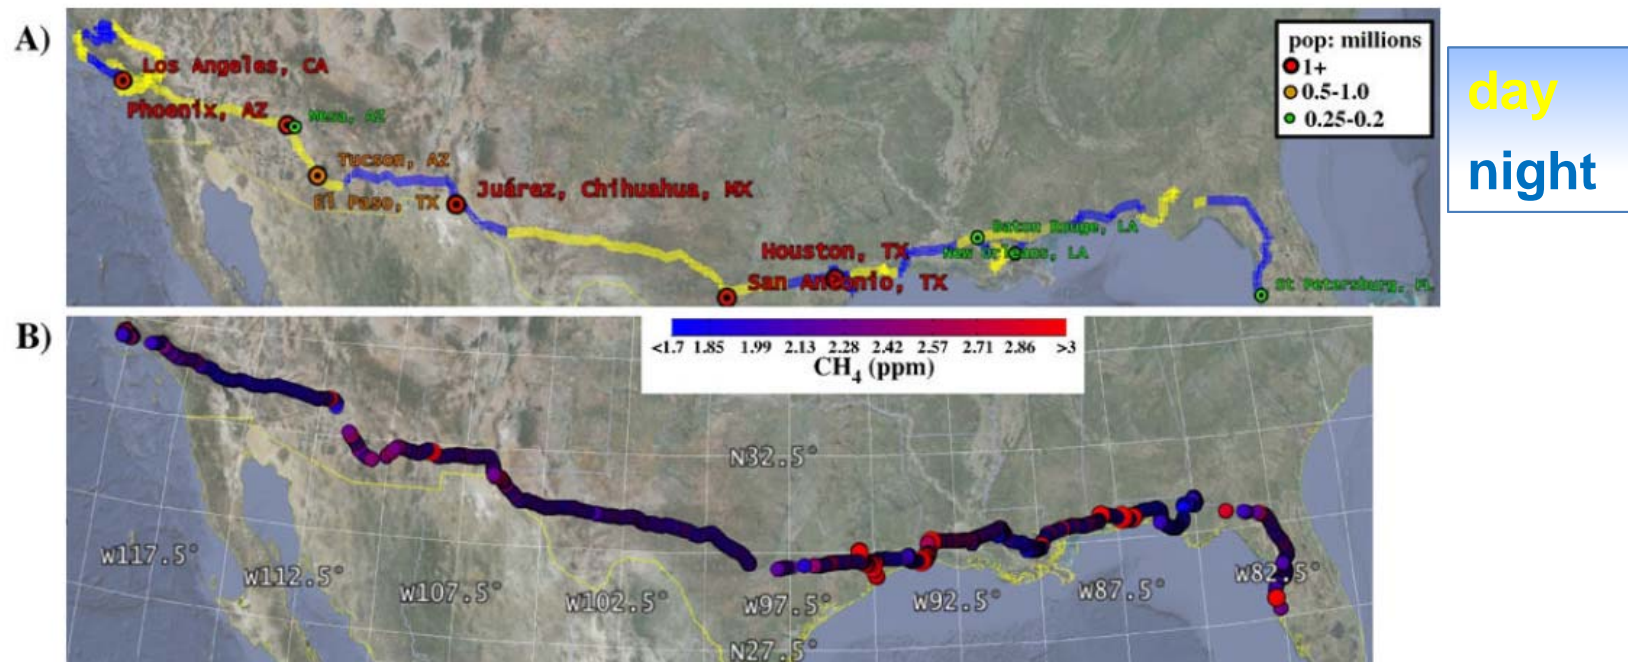 A)
pop: millions
1+
0.5-1.0
0.25-0.2
day
night
Los Angeles, CA
Phoenix, AZ
Mesa, AZ
Tucson, AZ
El Paso, TX
Juárez, Chihuahua, MX
Houston, TX
San Antonio, TX
Baton Rouge, LA
New Orleans, LA
St Petersburg, FL
B)
<1.7 1.85 1.99 2.13 2.28 2.42 2.57 2.71 2.86 >3
CH4 (ppm)
N32.5°
W117.5°
W112.5°
W107.5°
W102.5°
W97.5°
W92.5°
W87.5°
W82.5°
N27.5°